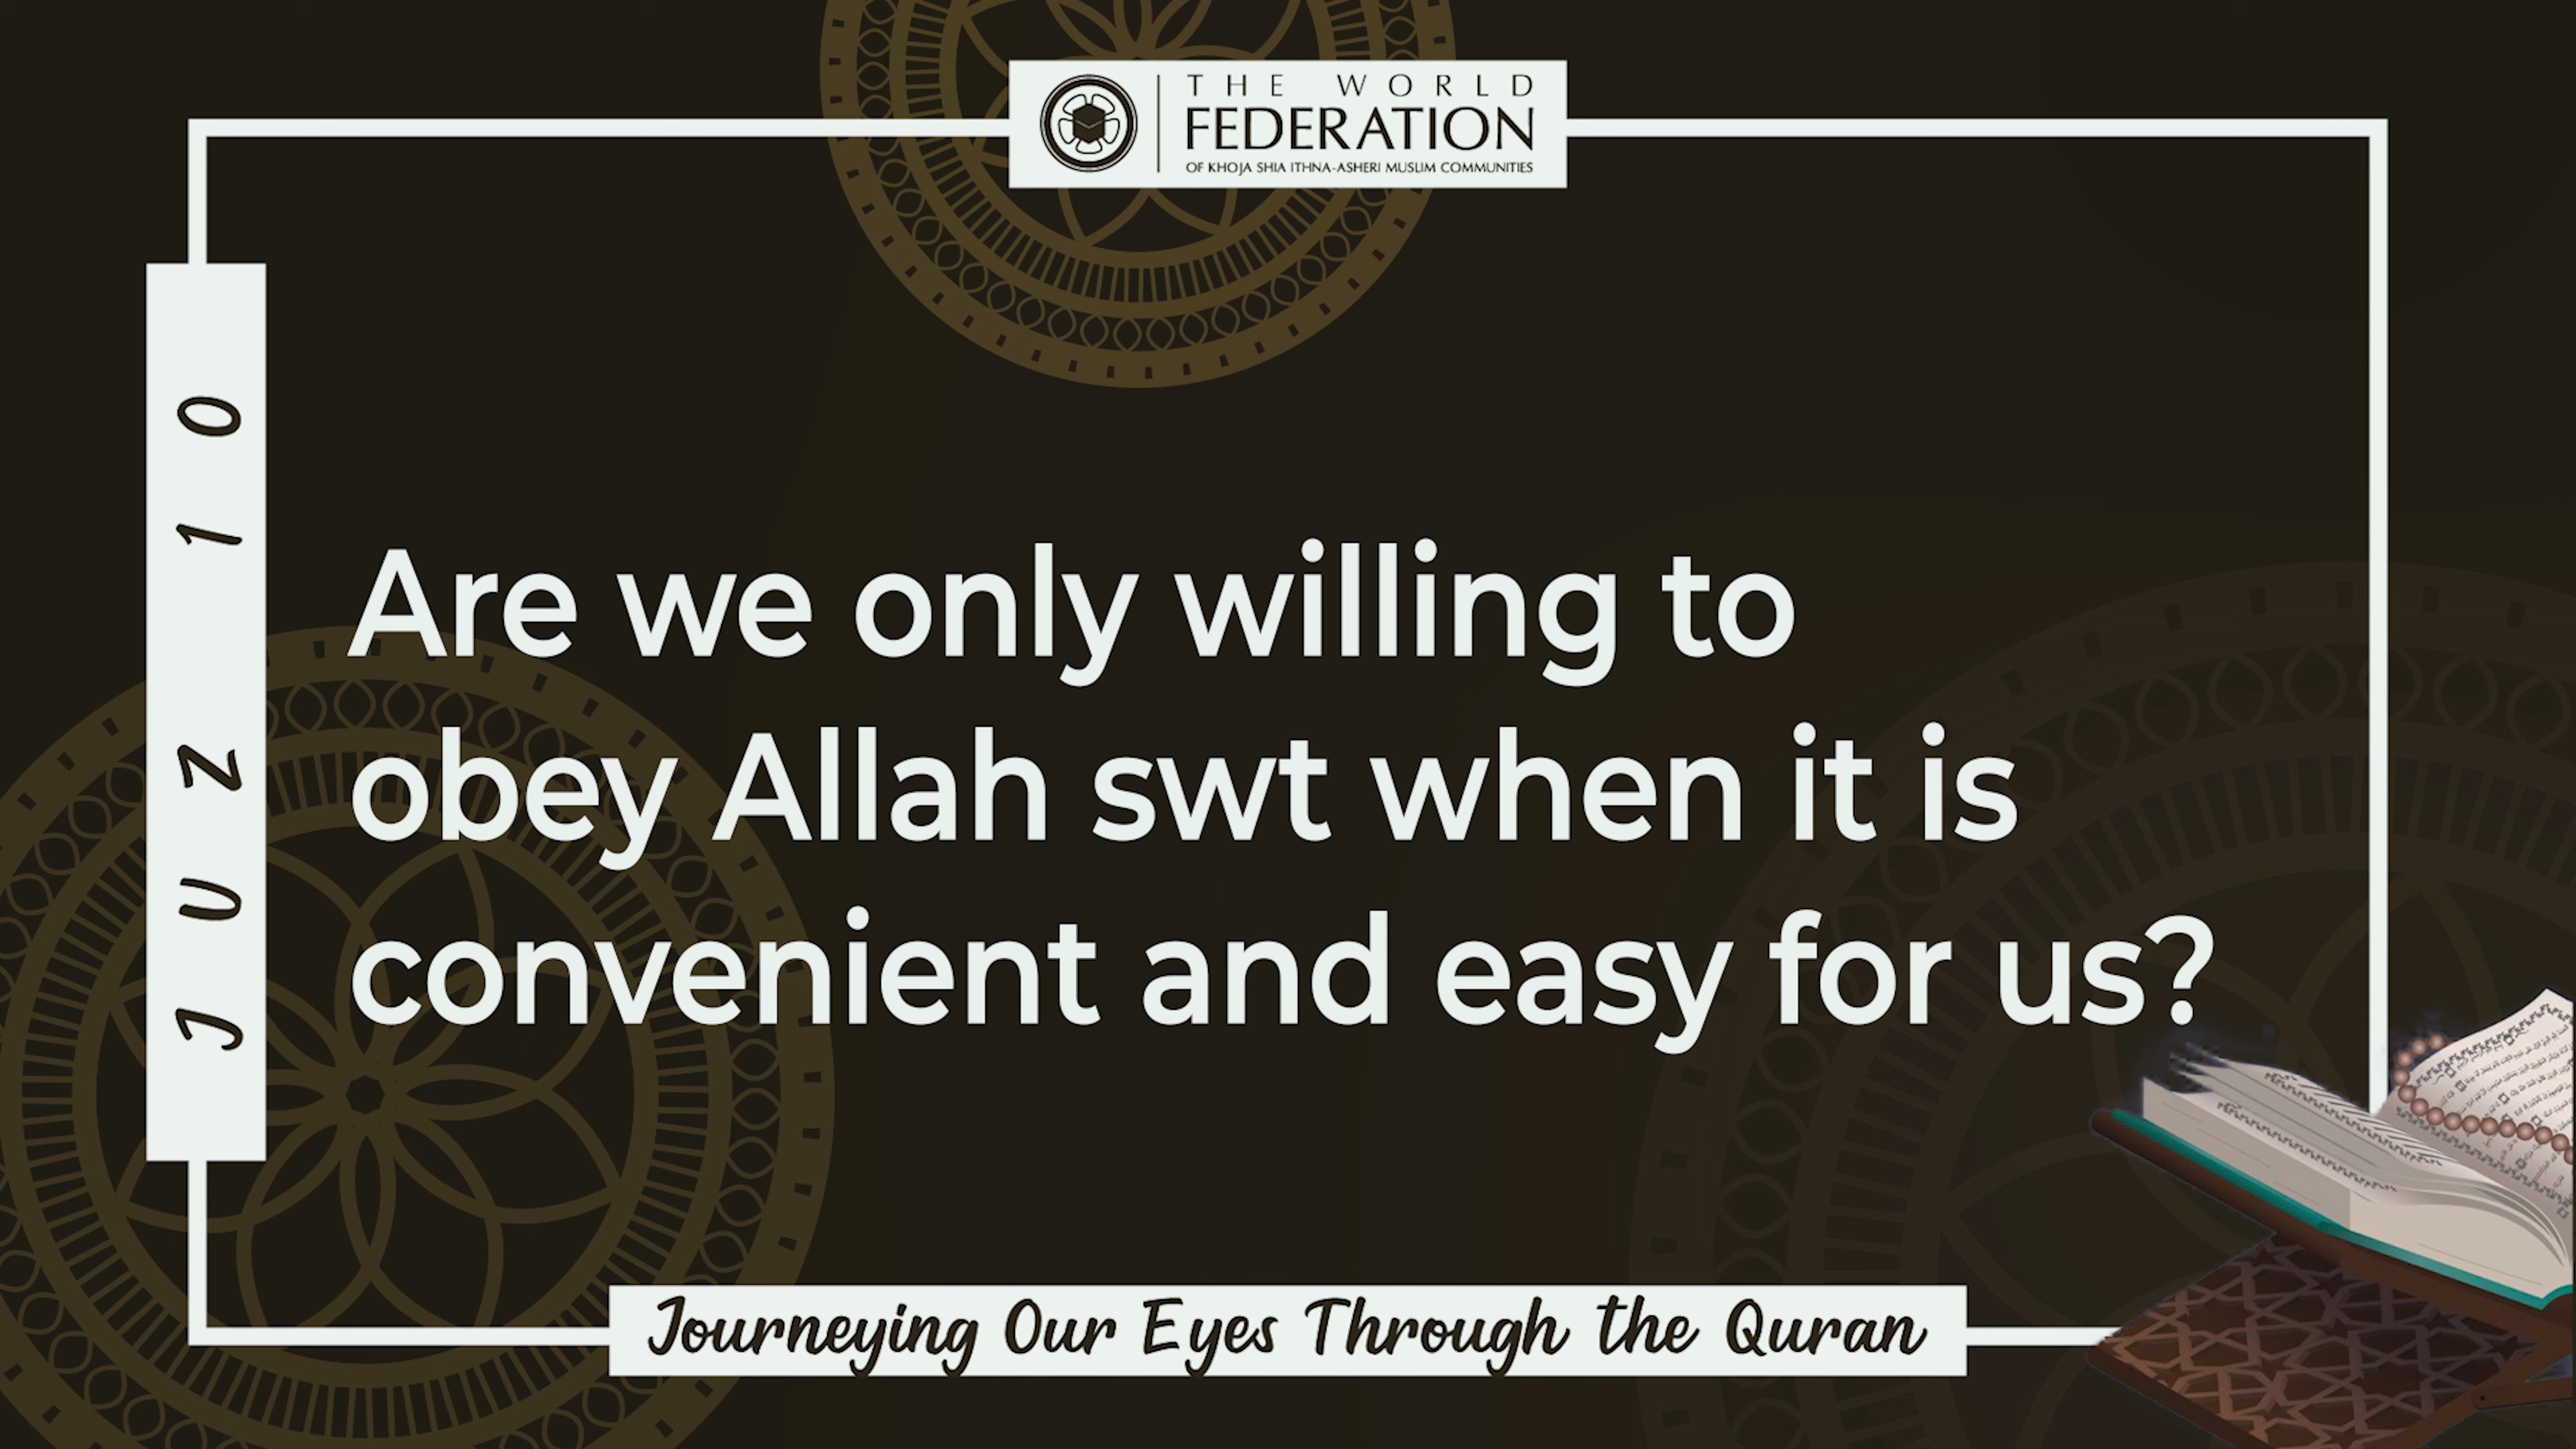 THE WORLD
FEDERATION
OF KHOJA SHIA ITHNA-ASHERI MUSLIM COMMUNITIES
JUZ 10
Are we only willing to
obey Allah swt when it is
convenient and easy for us?
Journeying Our Eyes Through the Quran